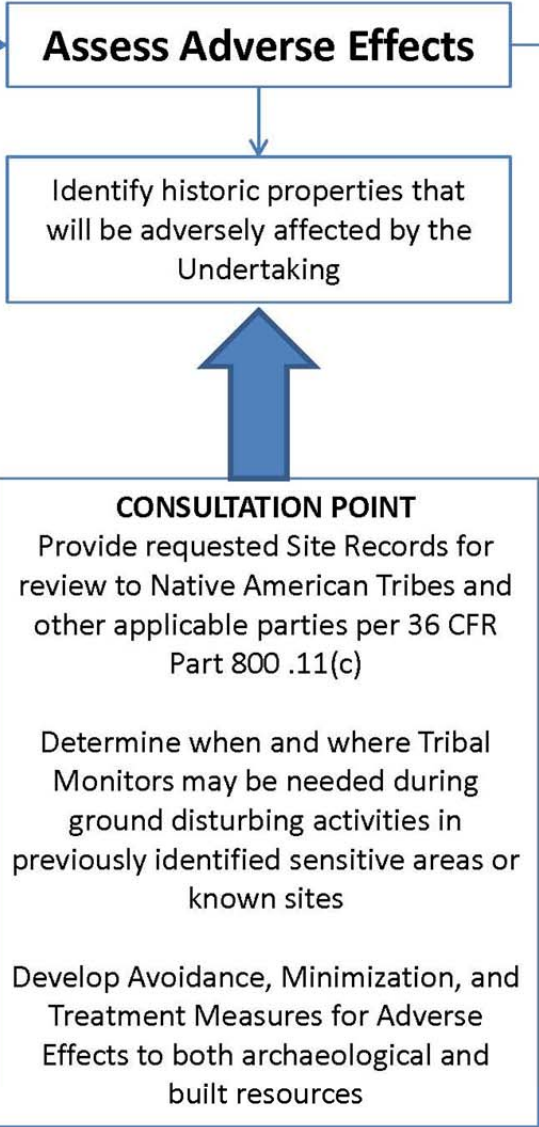 Assess Adverse Effects
Identify historic properties that
will be adversely affected by the
Undertaking
CONSULTATION POINT
Provide requested Site Records for
review to Native American Tribes and
other applicable parties per 36 CFR
Part 800 .11(c)
Determine when and where Tribal
Monitors may be needed during
ground disturbing activities in
previously identified sensitive areas or
known sites
Develop Avoidance, Minimization, and
Treatment Measures for Adverse
Effects to both archaeological and
built resources